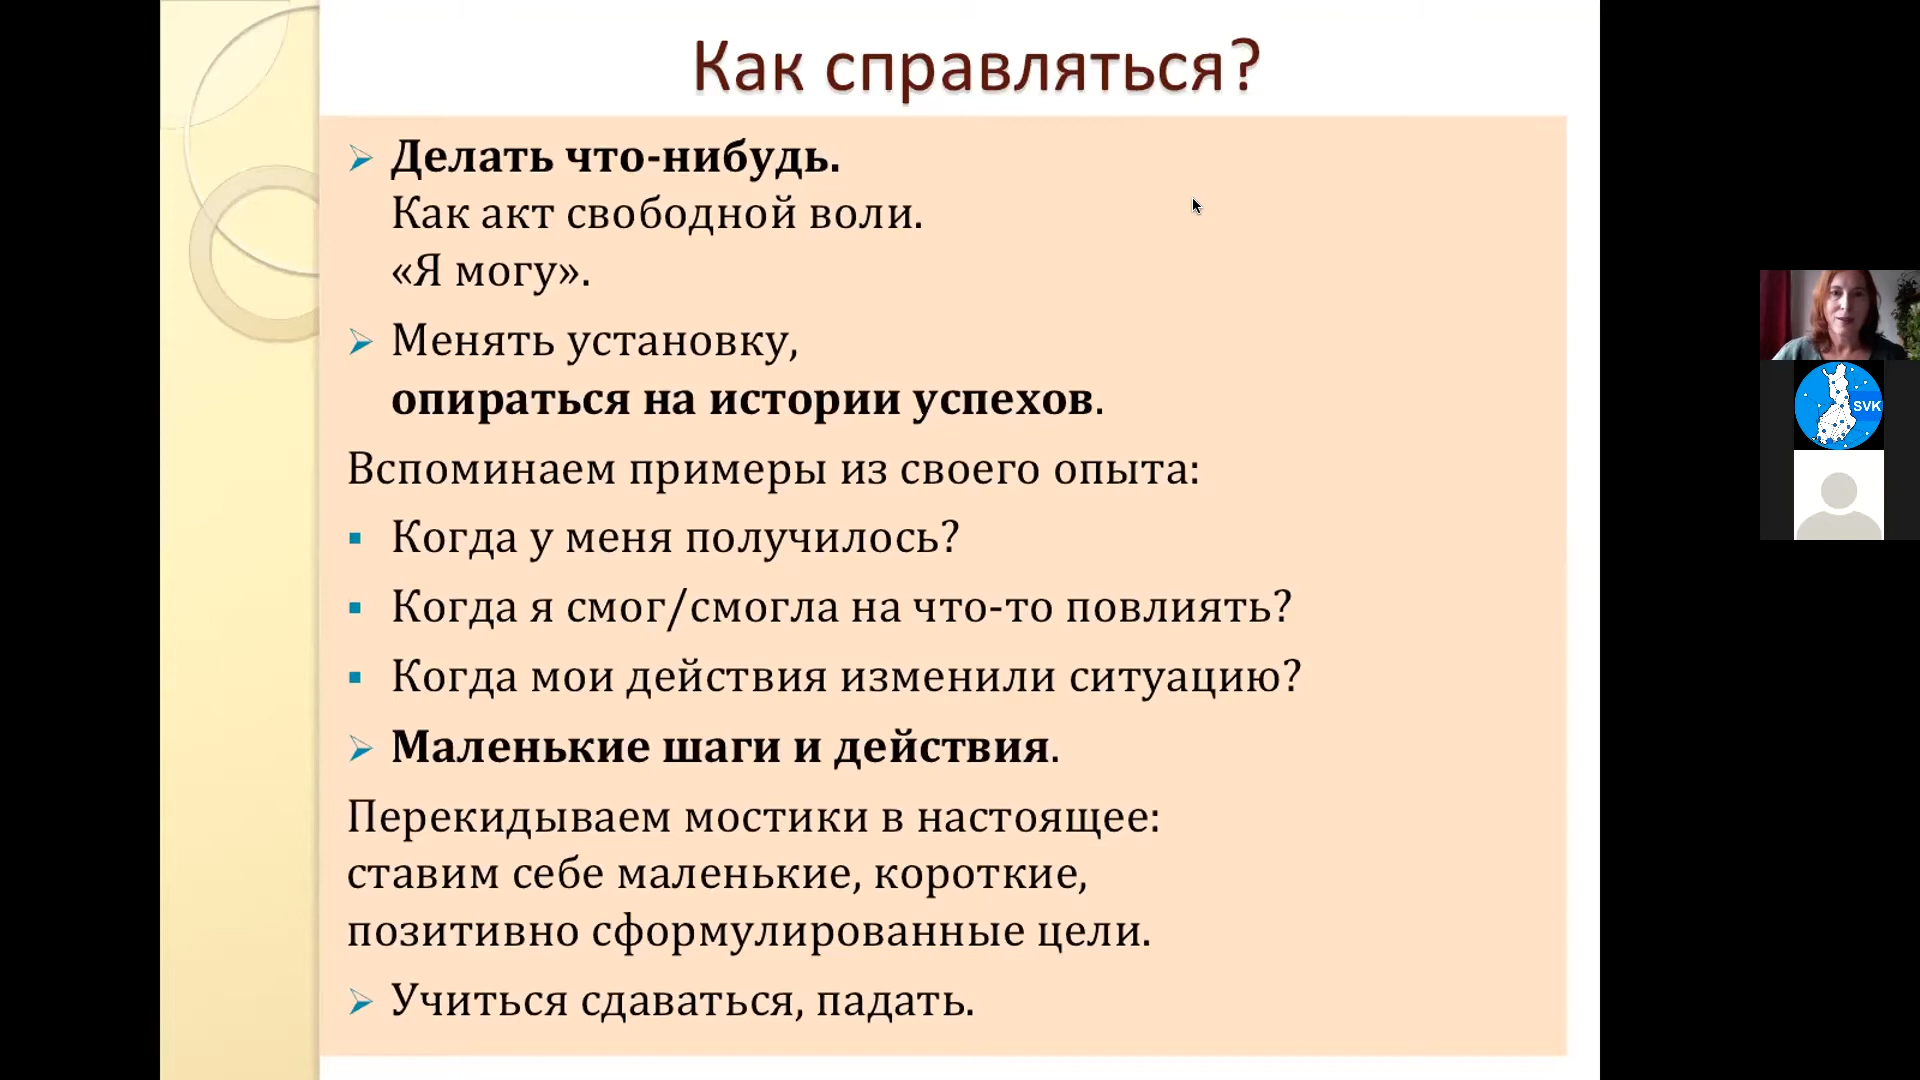 Как справляться?
Делать что-нибудь.
Как акт свободной воли.
«Я могу».
Менять установку,
опираться на истории успехов.
Вспоминаем примеры из своего опыта:
Когда у меня получилось?
Когда я смог/смогла на что-то повлиять?
Когда мои действия изменили ситуацию?
Маленькие шаги и действия.
Перекидываем мостики в настоящее:
ставим себе маленькие, короткие,
позитивно сформулированные цели.
Учиться сдаваться, падать.
SVK